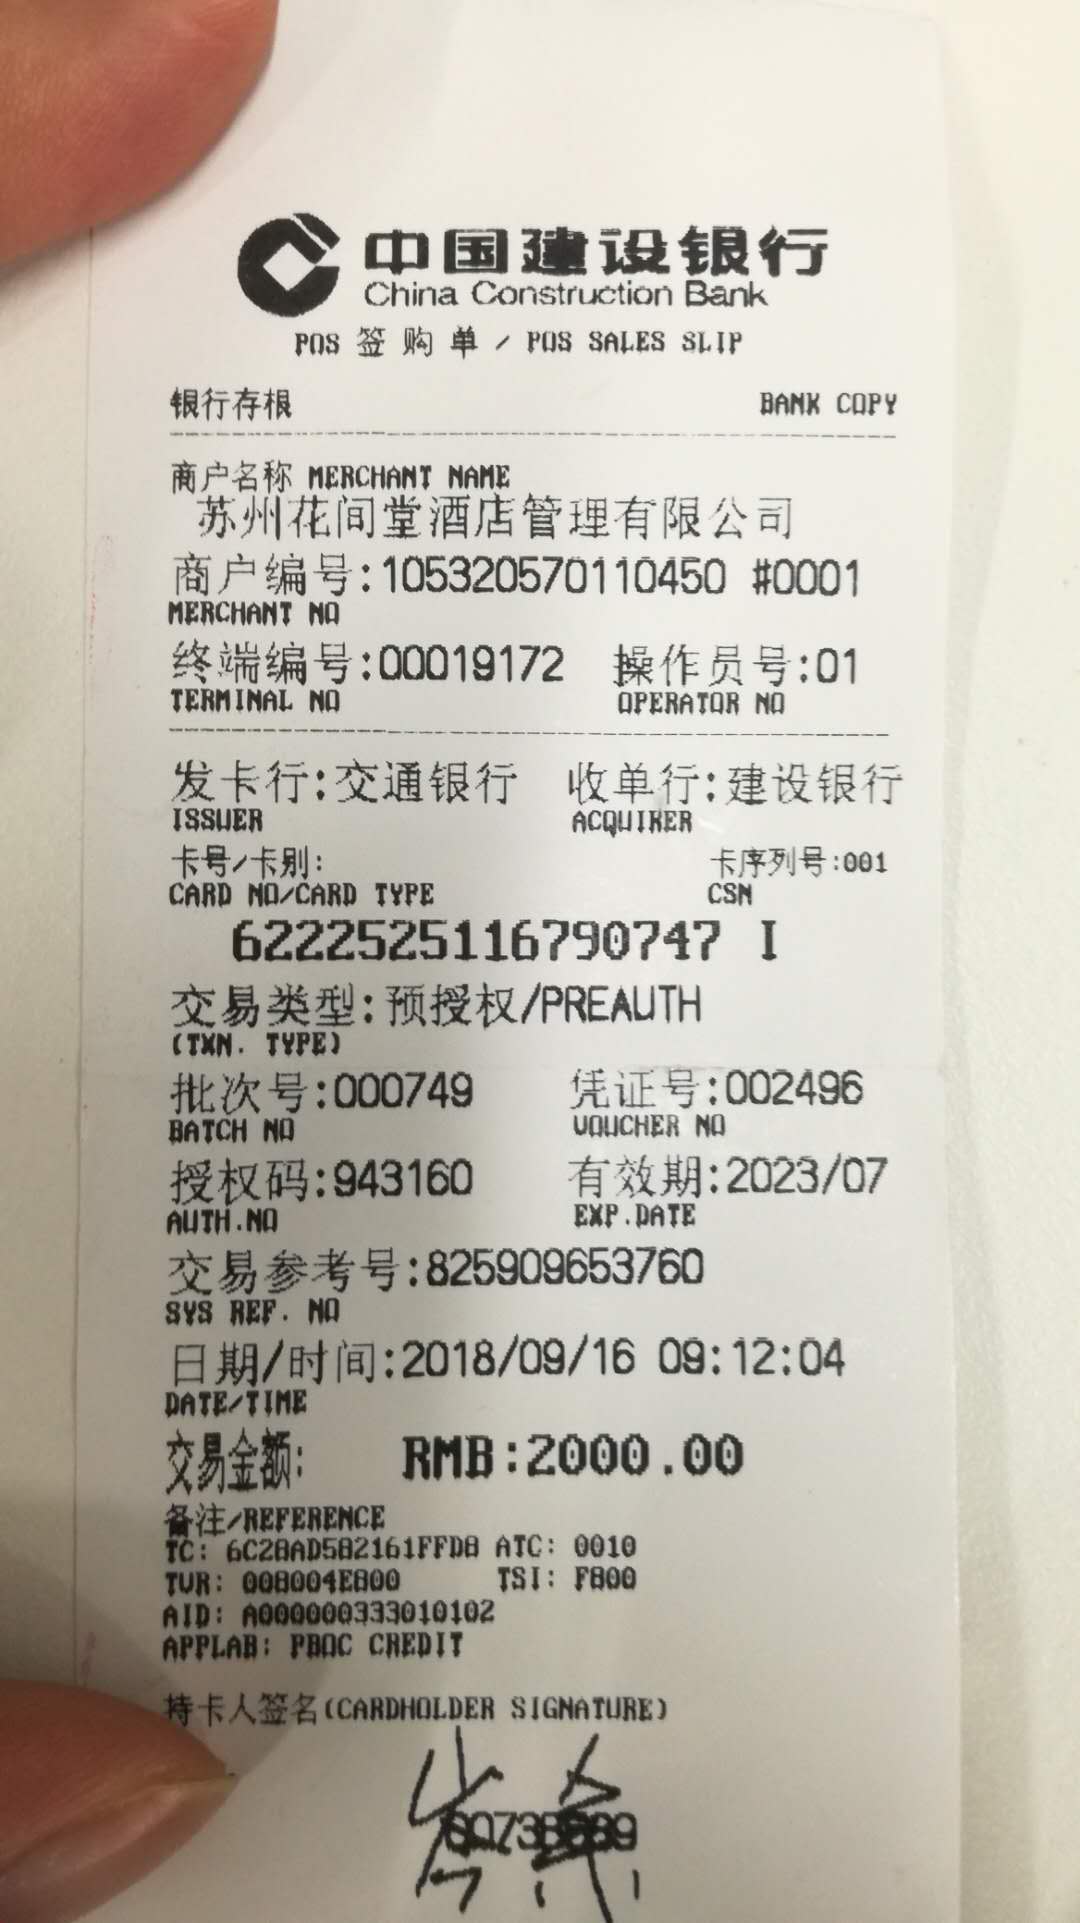 中国建设银行
China Construction Bank
POS 签购单 / POS SALES SLIP
银行存根 BANK COPY
商户名称 MERCHANT NAME
苏州花间堂酒店管理有限公司
商户编号:105320570110450 #0001
MERCHANT NO
终端编号:00019172 操作员号:01
TERMINAL NO OPERATOR NO
发卡行:交通银行 收单行:建设银行
ISSUER ACQUIRER
卡号/卡别: 卡序列号:001
CARD NO/CARD TYPE CSN
6222525116790747 I
交易类型:预授权/PREAUTH
(TXN. TYPE)
批次号:000749 凭证号:002496
BATCH NO VOUCHER NO
授权码:943160 有效期:2023/07
AUTH.NO EXP.DATE
交易参考号:825909653760
SYS REF. NO
日期/时间:2018/09/16 09:12:04
DATE/TIME
交易金额: RMB:2000.00
备注/REFERENCE
TC: 6C28AD582161FFD8 ATC: 0010
TVR: 008004E800 TSI: F800
AID: A000000333010102
APPLAB: PBOC CREDIT
持卡人签名(CARDHOLDER SIGNATURE)